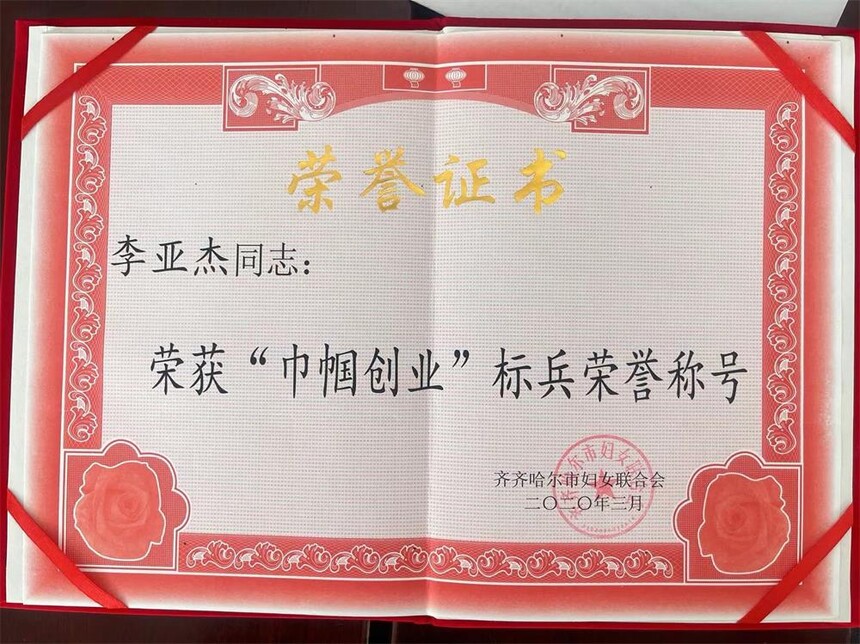 荣誉证书
李亚杰同志：
荣获“巾帼创业”标兵荣誉称号
齐齐哈尔市妇女联合会
二〇二〇年三月